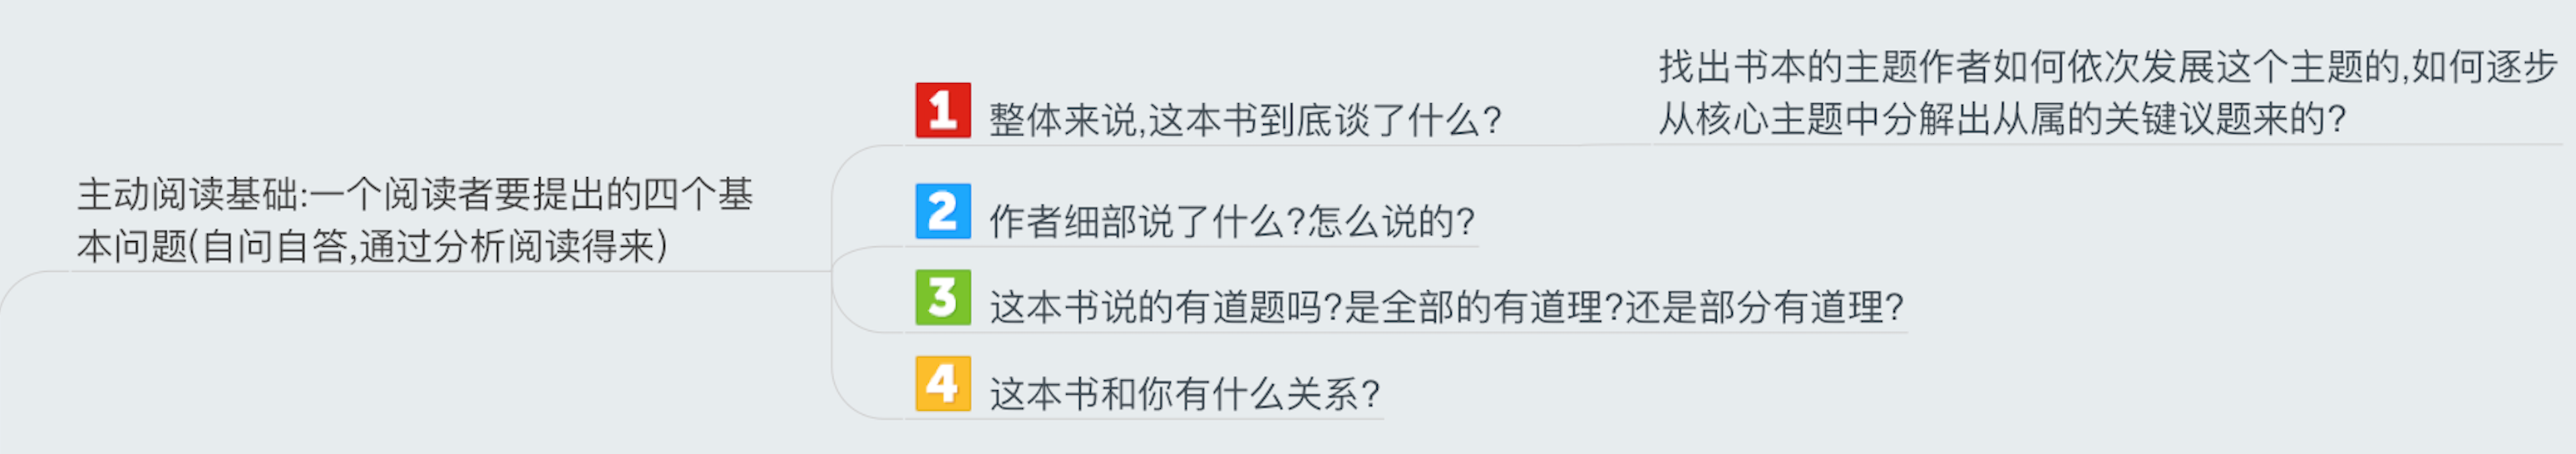 主动阅读基础:一个阅读者要提出的四个基
本问题(自问自答,通过分析阅读得来)
1 整体来说,这本书到底谈了什么?
找出书本的主题作者如何依次发展这个主题的,如何逐步
从核心主题中分解出从属的关键议题来的?
2 作者细部说了什么?怎么说的?
3 这本书说的有道题吗?是全部的有道理?还是部分有道理?
4 这本书和你有什么关系?